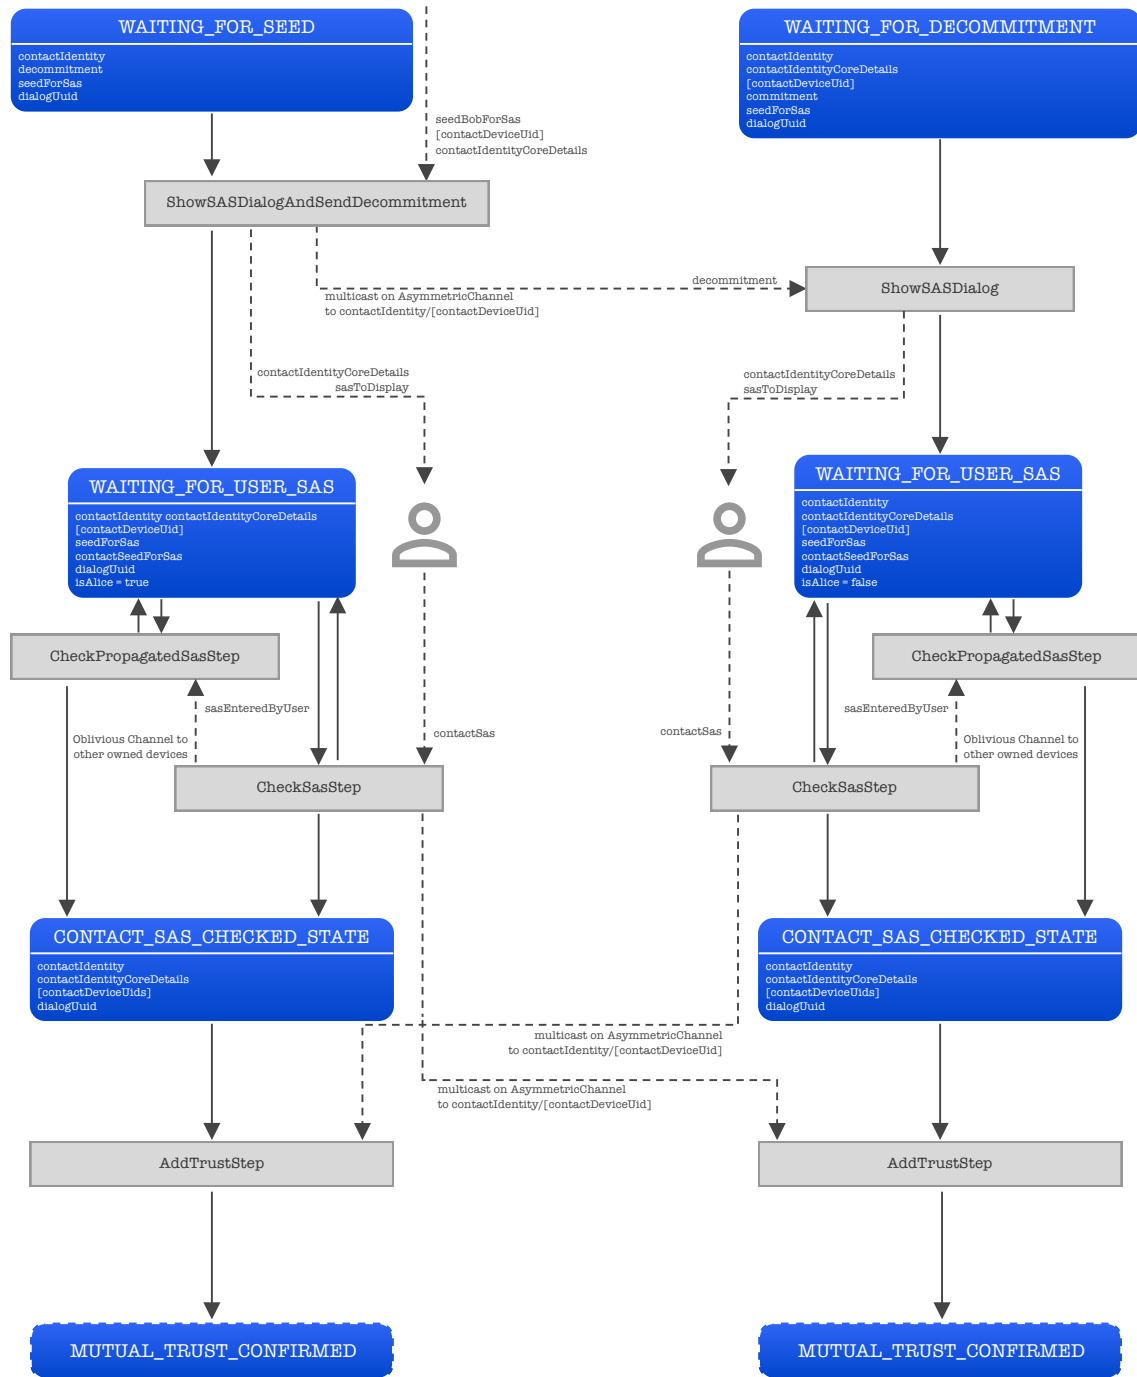 WAITING_FOR_SEED
contactIdentity
decommitment
seedForSas
dialogUuid
WAITING_FOR_DECOMMITMENT
contactIdentity
contactIdentityCoreDetails
[contactDeviceUid]
commitment
seedForSas
dialogUuid
seedBobForSas
[contactDeviceUid]
contactIdentityCoreDetails
ShowSASDialogAndSendDecommitment
decommitment
multicast on AsymmetricChannel
to contactIdentity/[contactDeviceUid]
ShowSASDialog
contactIdentityCoreDetails
sasToDisplay
contactIdentityCoreDetails
sasToDisplay
WAITING_FOR_USER_SAS
contactIdentity contactIdentityCoreDetails
[contactDeviceUid]
seedForSas
contactSeedForSas
dialogUuid
isAlice = true
WAITING_FOR_USER_SAS
contactIdentity
contactIdentityCoreDetails
[contactDeviceUid]
seedForSas
contactSeedForSas
dialogUuid
isAlice = false
CheckPropagatedSasStep
CheckPropagatedSasStep
sasEnteredByUser
Oblivious Channel to
other owned devices
contactSas
contactSas
sasEnteredByUser
Oblivious Channel to
other owned devices
CheckSasStep
CheckSasStep
CONTACT_SAS_CHECKED_STATE
contactIdentity
contactIdentityCoreDetails
[contactDeviceUids]
dialogUuid
CONTACT_SAS_CHECKED_STATE
contactIdentity
contactIdentityCoreDetails
[contactDeviceUids]
dialogUuid
multicast on AsymmetricChannel
to contactIdentity/[contactDeviceUid]
multicast on AsymmetricChannel
to contactIdentity/[contactDeviceUid]
AddTrustStep
AddTrustStep
MUTUAL_TRUST_CONFIRMED
MUTUAL_TRUST_CONFIRMED